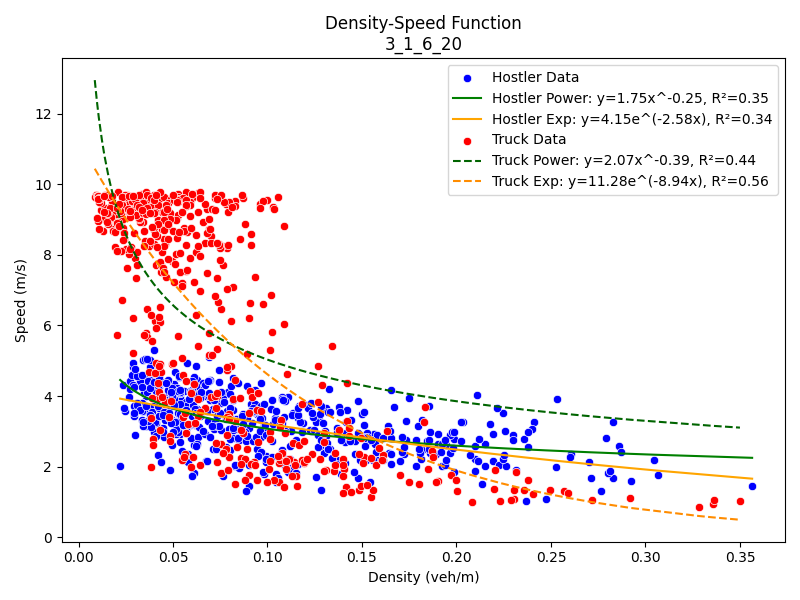 Density-Speed Function
3_1_6_20
Hostler Data
Hostler Power: y=1.75x^-0.25, R²=0.35
Hostler Exp: y=4.15e^(-2.58x), R²=0.34
Truck Data
Truck Power: y=2.07x^-0.39, R²=0.44
Truck Exp: y=11.28e^(-8.94x), R²=0.56
Speed (m/s)
12
10
8
6
4
2
0
0.00 0.05 0.10 0.15 0.20 0.25 0.30 0.35
Density (veh/m)